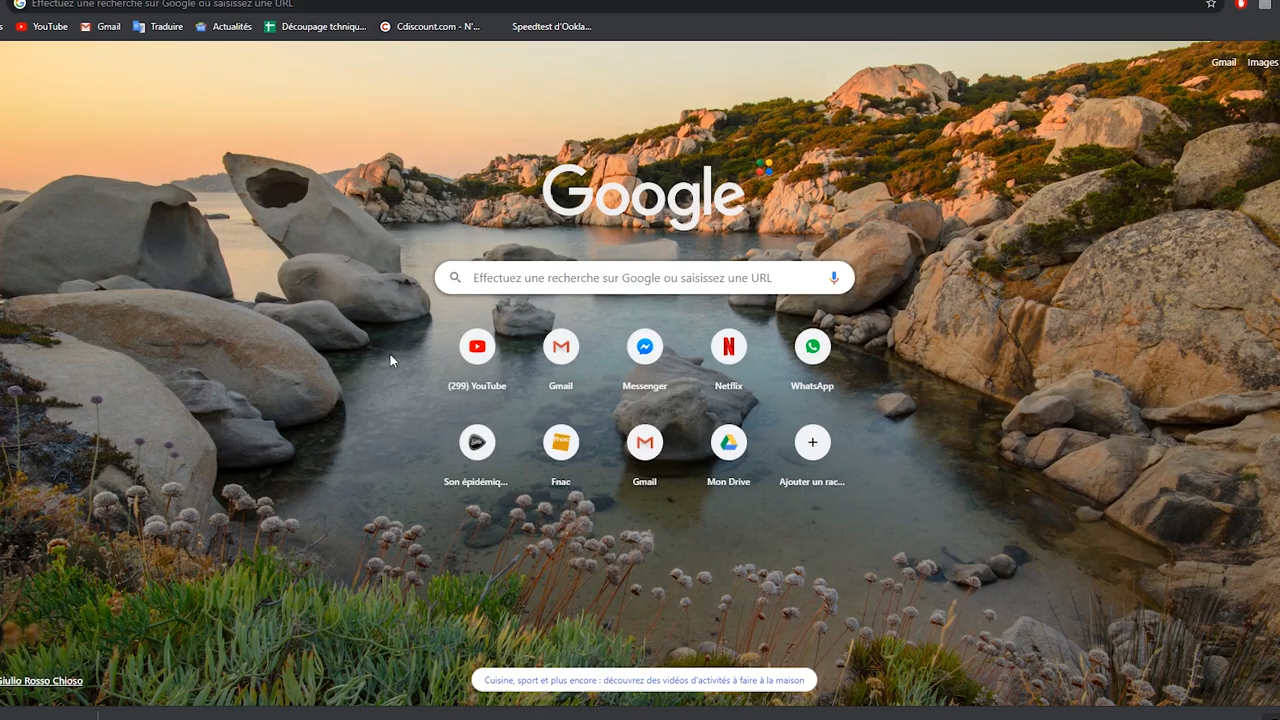 Effectuez une recherche sur Google ou saisissez une URL
s YouTube Gmail Traduire Actualités Découpage tchniqu... Cdiscount.com - N'... Speedtest d'Ookla...
Gmail Images
Google
Effectuez une recherche sur Google ou saisissez une URL
(299) YouTube Gmail Messenger Netflix WhatsApp
fnac
Son épidémiq... Fnac Gmail Mon Drive Ajouter un rac...
Giulio Rosso Chioso
Cuisine, sport et plus encore : découvrez des vidéos d'activités à faire à la maison